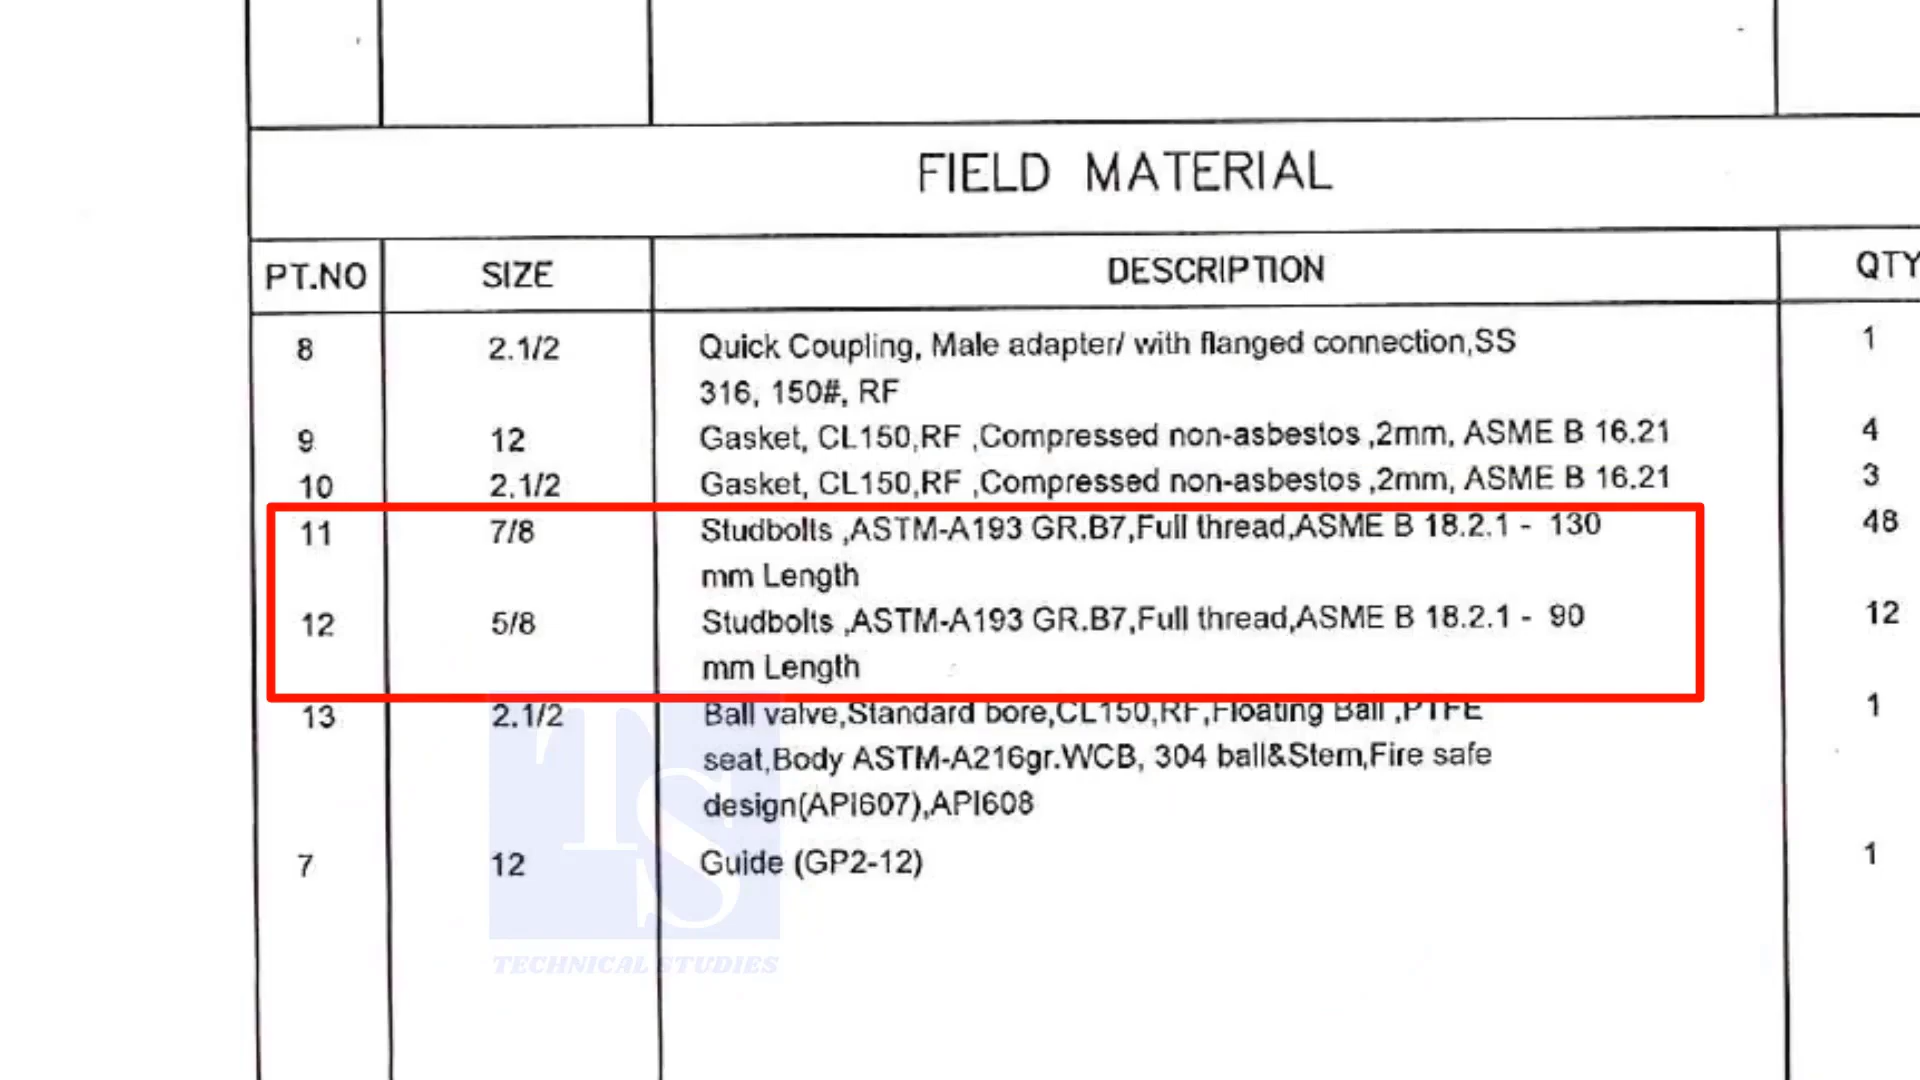 FIELD MATERIAL
PT.NO SIZE DESCRIPTION QTY
8 2.1/2 Quick Coupling, Male adapter/ with flanged connection,SS 1
316, 150#, RF
9 12 Gasket, CL150,RF ,Compressed non-asbestos ,2mm, ASME B 16.21 4
10 2.1/2 Gasket, CL150,RF ,Compressed non-asbestos ,2mm, ASME B 16.21 3
11 7/8 Studbolts ,ASTM-A193 GR.B7,Full thread,ASME B 18.2.1 - 130 48
mm Length
12 5/8 Studbolts ,ASTM-A193 GR.B7,Full thread,ASME B 18.2.1 - 90 12
mm Length
13 2.1/2 Ball valve,Standard bore,CL150,RF,Floating Ball ,PTFE 1
seat,Body ASTM-A216gr.WCB, 304 ball&Stem,Fire safe
design(API607),API608
7 12 Guide (GP2-12) 1
TS
TECHNICAL STUDIES